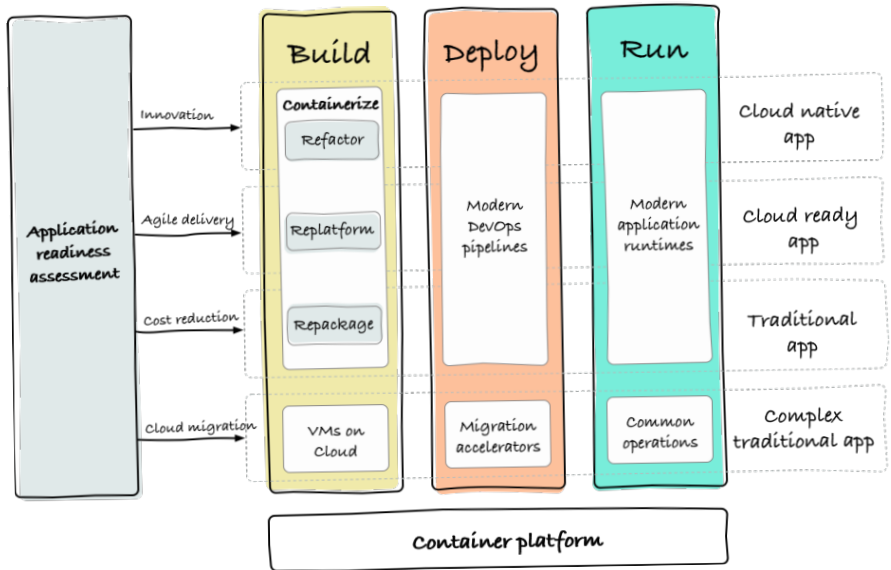 Build
Deploy
Run
Containerize
Innovation
Refactor
Cloud native
app
Application
readiness
assessment
Agile delivery
Replatform
Modern
DevOps
pipelines
Modern
application
runtimes
Cloud ready
app
Cost reduction
Repackage
Traditional
app
Cloud migration
VMs on
Cloud
Migration
accelerators
Common
operations
Complex
traditional app
Container platform